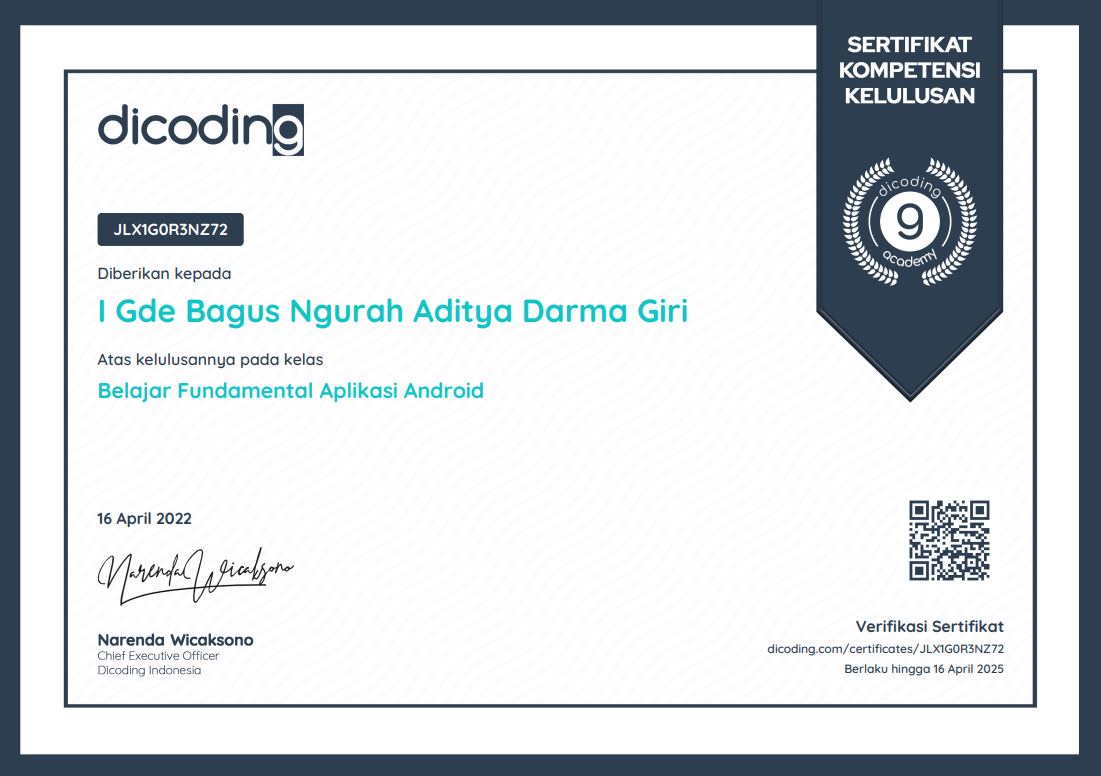 SERTIFIKAT
KOMPETENSI
KELULUSAN
dicoding
dicoding
9
academy
JLX1G0R3NZ72
Diberikan kepada
I Gde Bagus Ngurah Aditya Darma Giri
Atas kelulusannya pada kelas
Belajar Fundamental Aplikasi Android
16 April 2022
Narenda Wicaksono
Narenda Wicaksono
Chief Executive Officer
Dicoding Indonesia
Verifikasi Sertifikat
dicoding.com/certificates/JLX1G0R3NZ72
Berlaku hingga 16 April 2025